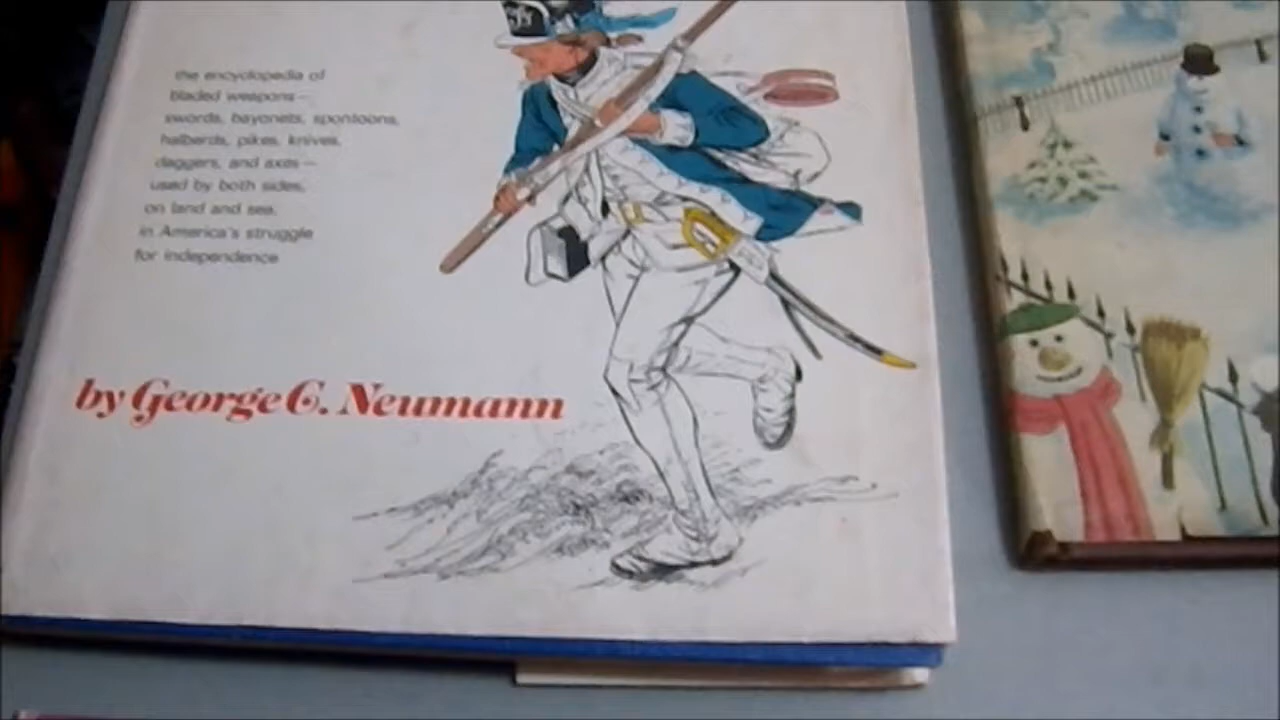 the encyclopedia of
bladed weapons—
swords, bayonets, spontoons,
halberds, pikes, knives,
daggers, and axes—
used by both sides,
on land and sea,
in America's struggle
for independence
by George C. Neumann